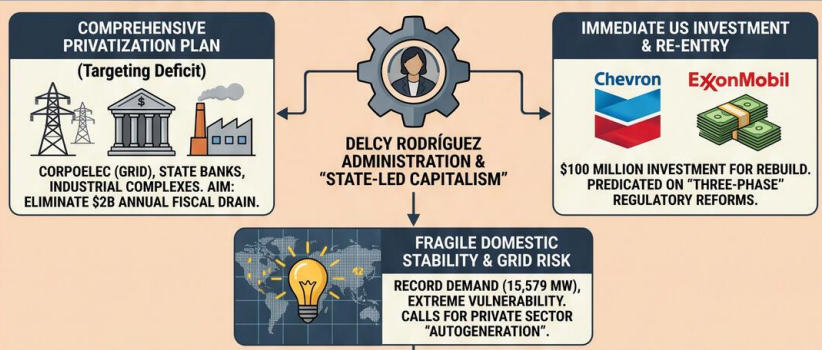 COMPREHENSIVE
PRIVATIZATION PLAN
(Targeting Deficit)
$
CORPOELEC (GRID), STATE BANKS,
INDUSTRIAL COMPLEXES. AIM:
ELIMINATE $2B ANNUAL FISCAL DRAIN.
DELCY RODRÍGUEZ
ADMINISTRATION &
"STATE-LED CAPITALISM"
IMMEDIATE US INVESTMENT
& RE-ENTRY
Chevron
ExxonMobil
$100 MILLION INVESTMENT FOR REBUILD.
PREDICATED ON "THREE-PHASE"
REGULATORY REFORMS.
FRAGILE DOMESTIC
STABILITY & GRID RISK
RECORD DEMAND (15,579 MW),
EXTREME VULNERABILITY.
CALLS FOR PRIVATE SECTOR
"AUTOGENERATION".